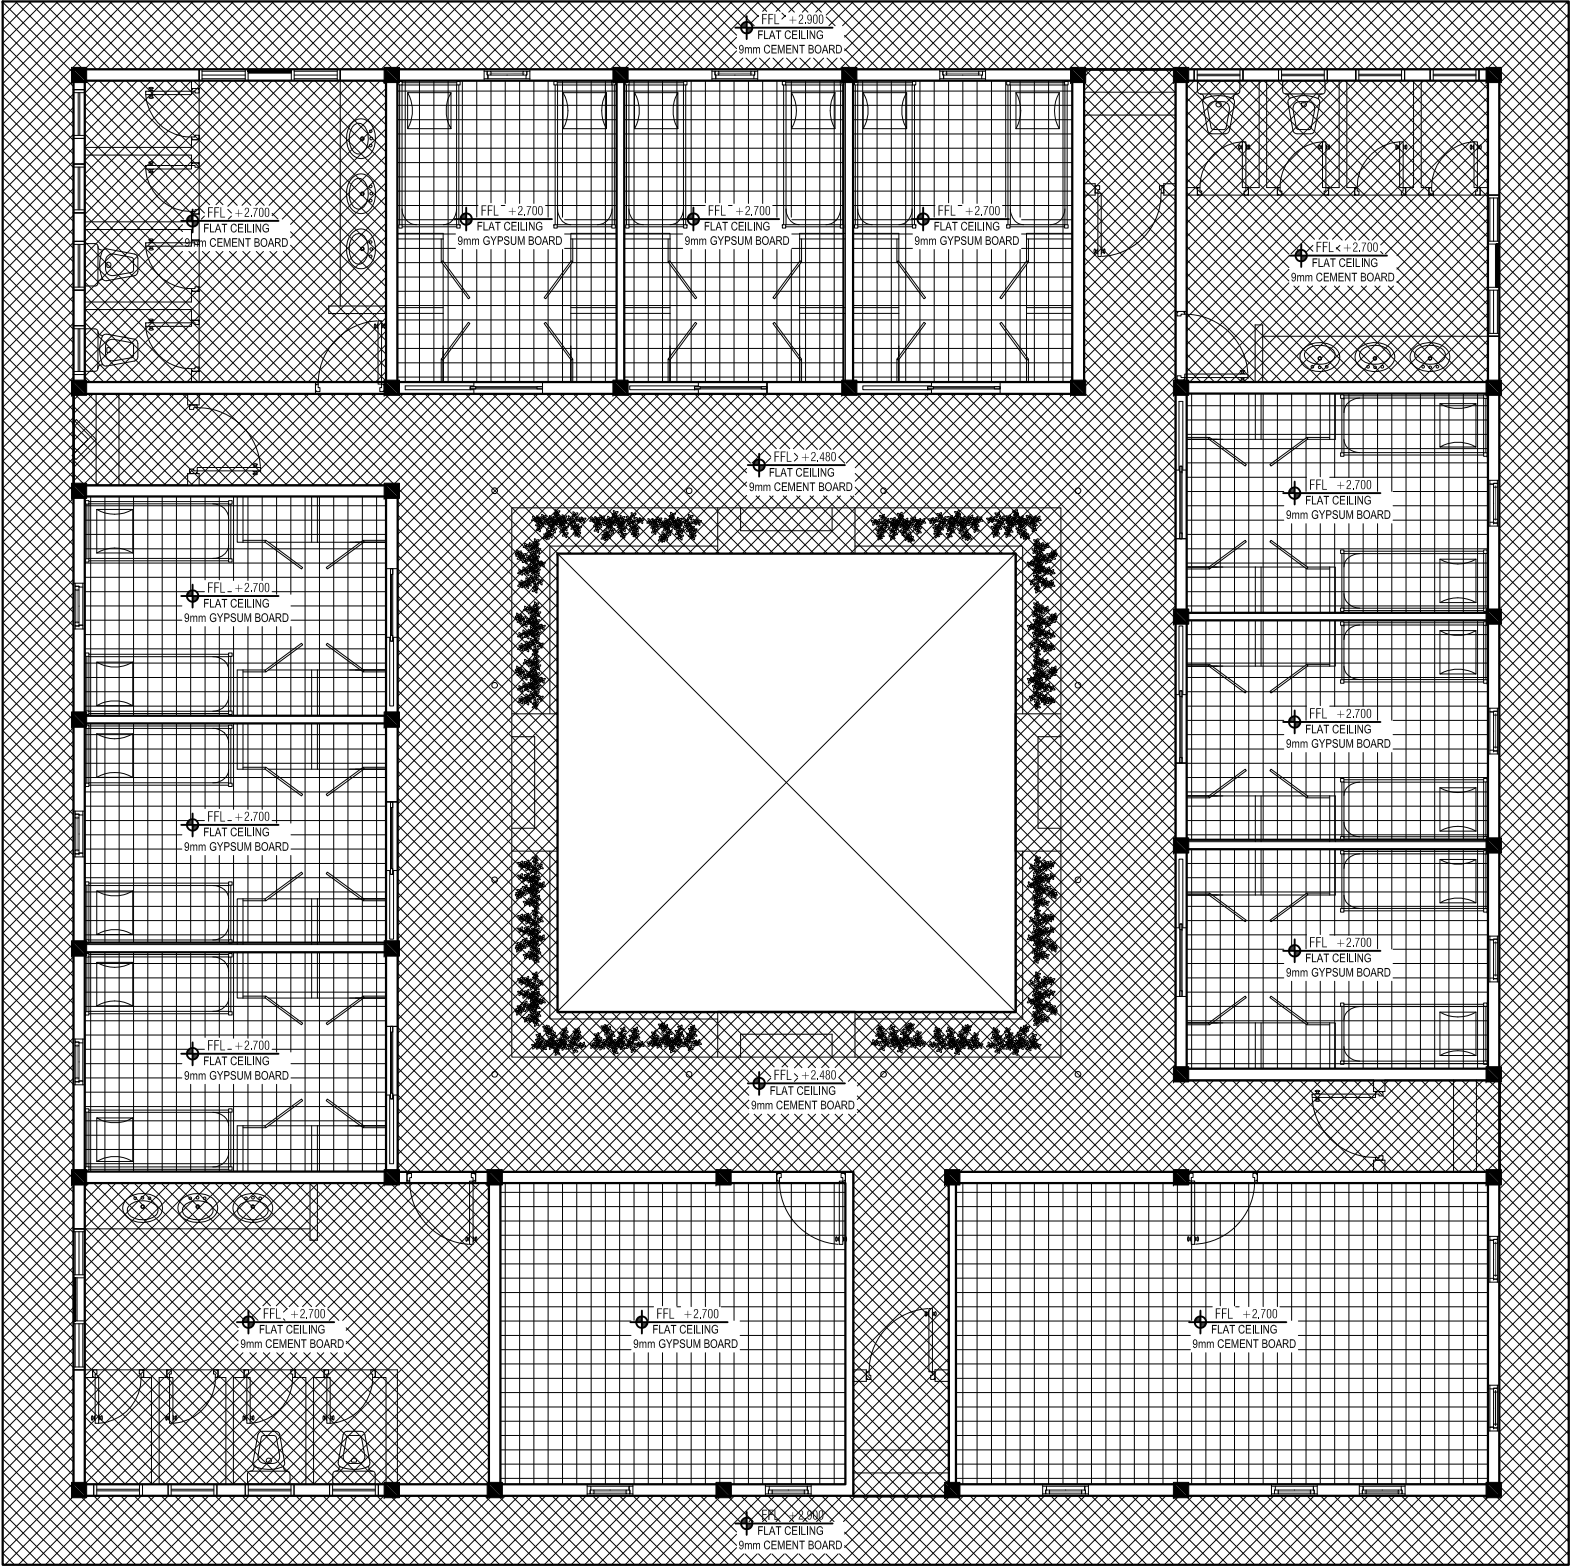 FFL +2.900
FLAT CEILING
9mm CEMENT BOARD
FFL +2.700
FLAT CEILING
9mm CEMENT BOARD
FFL +2.700
FLAT CEILING
9mm GYPSUM BOARD
FFL +2.700
FLAT CEILING
9mm GYPSUM BOARD
FFL +2.700
FLAT CEILING
9mm GYPSUM BOARD
FFL +2.700
FLAT CEILING
9mm CEMENT BOARD
FFL +2.480
FLAT CEILING
9mm CEMENT BOARD
FFL +2.700
FLAT CEILING
9mm GYPSUM BOARD
FFL +2.700
FLAT CEILING
9mm GYPSUM BOARD
FFL +2.700
FLAT CEILING
9mm GYPSUM BOARD
FFL +2.700
FLAT CEILING
9mm GYPSUM BOARD
FFL +2.700
FLAT CEILING
9mm GYPSUM BOARD
FFL +2.700
FLAT CEILING
9mm GYPSUM BOARD
FFL +2.480
FLAT CEILING
9mm CEMENT BOARD
FFL +2.700
FLAT CEILING
9mm CEMENT BOARD
FFL +2.700
FLAT CEILING
9mm GYPSUM BOARD
FFL +2.700
FLAT CEILING
9mm CEMENT BOARD
FFL +2.900
FLAT CEILING
9mm CEMENT BOARD